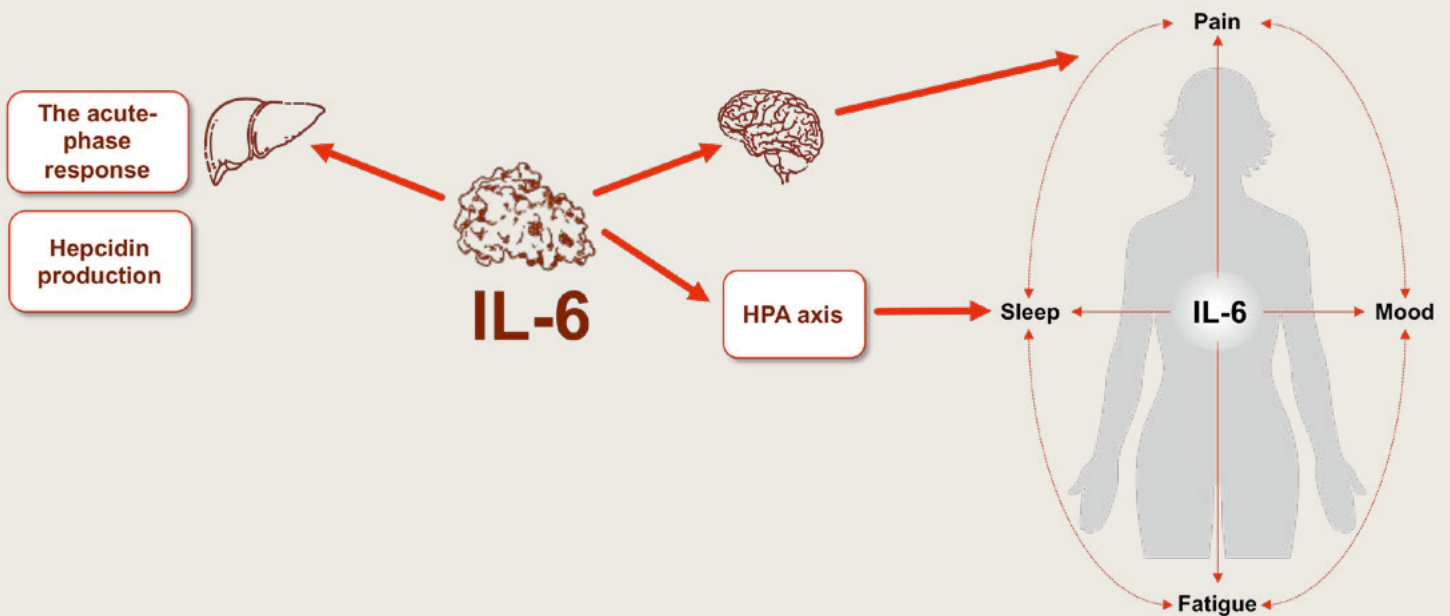 Pain
The acute-
phase
response
Hepcidin
production
IL-6
HPA axis
Sleep
IL-6
Mood
Fatigue